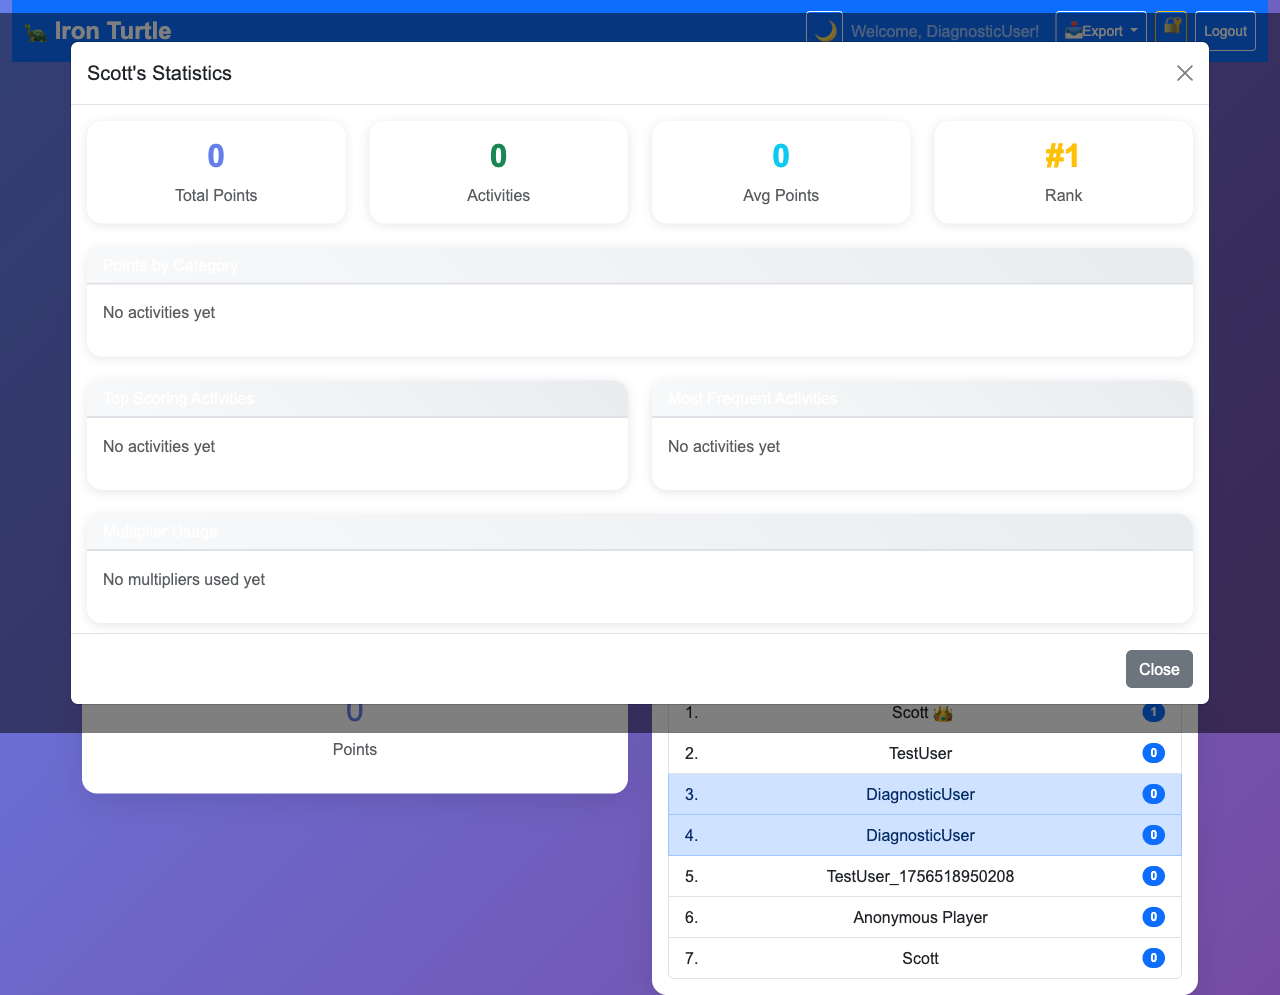 🐢 Iron Turtle
🌙 Welcome, DiagnosticUser! 📥Export 🔐 Logout
Scott's Statistics
0
Total Points
0
Activities
0
Avg Points
#1
Rank
Points by Category
No activities yet
Top Scoring Activities
No activities yet
Most Frequent Activities
No activities yet
Multiplier Usage
No multipliers used yet
Close
0
Points
1. Scott 👑 1
2. TestUser 0
3. DiagnosticUser 0
4. DiagnosticUser 0
5. TestUser_1756518950208 0
6. Anonymous Player 0
7. Scott 0